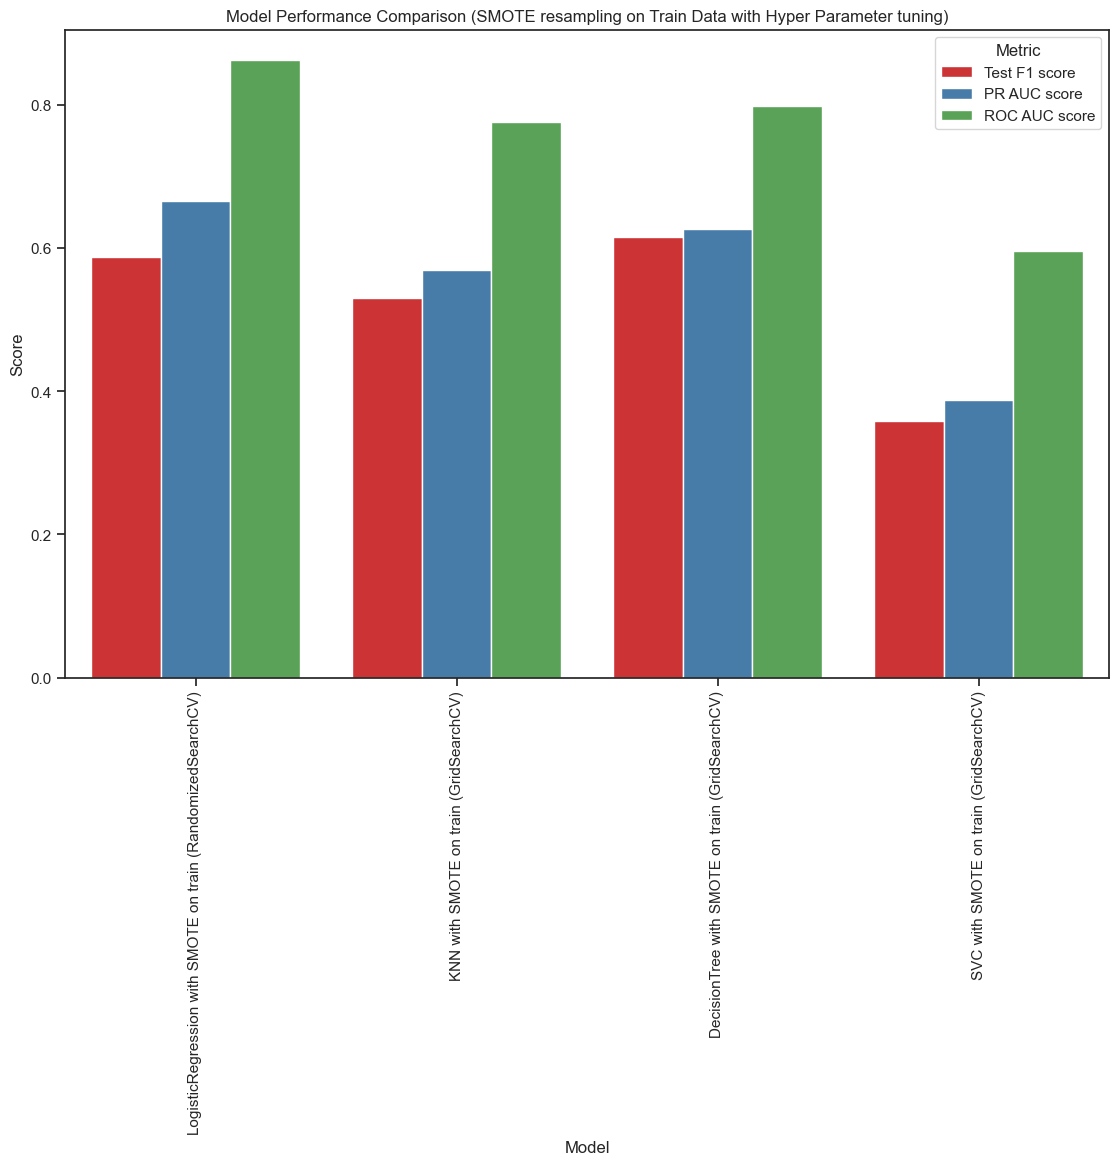 Model Performance Comparison (SMOTE resampling on Train Data with Hyper Parameter tuning)
Metric
Test F1 score
PR AUC score
ROC AUC score
Score
0.8
0.6
0.4
0.2
0.0
LogisticRegression with SMOTE on train (RandomizedSearchCV)
KNN with SMOTE on train (GridSearchCV)
DecisionTree with SMOTE on train (GridSearchCV)
SVC with SMOTE on train (GridSearchCV)
Model